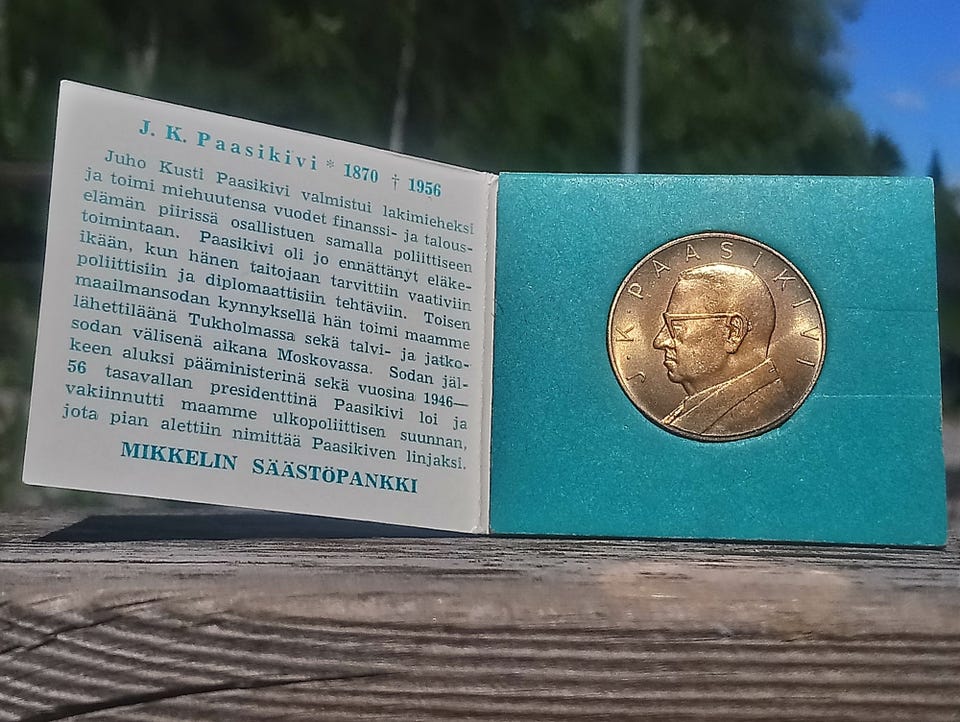 J. K. Paasikivi * 1870 † 1956
Juho Kusti Paasikivi valmistui lakimieheksi
ja toimi miehuutensa vuodet finanssi- ja talous-
elämän piirissä osallistuen samalla poliittiseen
toimintaan. Paasikivi oli jo ennättänyt eläke-
ikään, kun hänen taitojaan tarvittiin vaativiin
poliittisiin ja diplomaattisiin tehtäviin. Toisen
maailmansodan kynnyksellä hän toimi maamme
lähettiläänä Tukholmassa sekä talvi- ja jatko-
sodan välisenä aikana Moskovassa. Sodan jäl-
keen aluksi pääministerinä sekä vuosina 1946—
56 tasavallan presidenttinä Paasikivi loi ja
vakiinnutti maamme ulkopoliittisen suunnan,
jota pian alettiin nimittää Paasikiven linjaksi.
MIKKELIN SÄÄSTÖPANKKI
J·K·PAASIKIVI